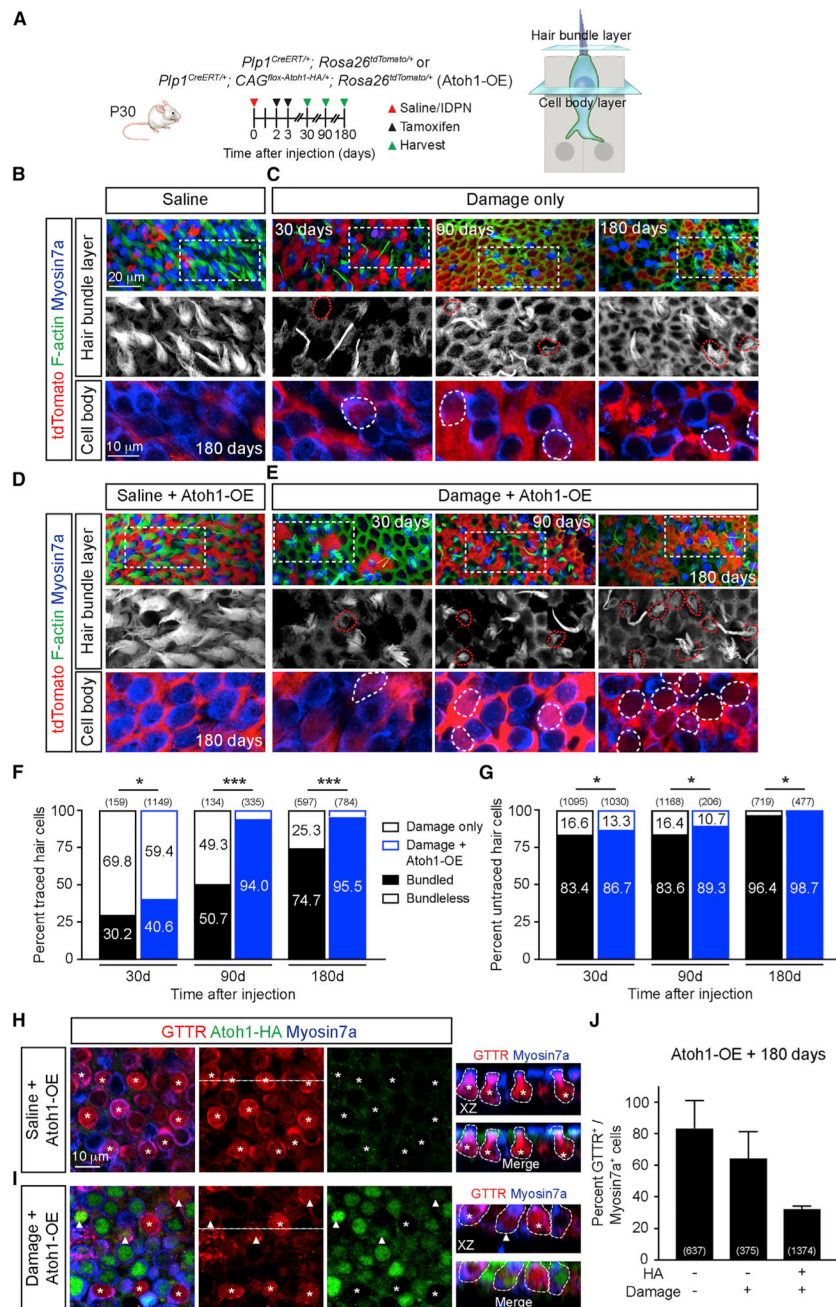 A
Hair bundle layer
Cell body layer
Plp1CreERT/+; Rosa26tdTomato/+ or
Plp1CreERT/+; CAGflox-Atoh1-HA/+; Rosa26tdTomato/+ (Atoh1-OE)
P30
0 2 3 30 90 180
Time after injection (days)
Saline/IDPN
Tamoxifen
Harvest
B
Saline
C
Damage only
tdTomato F-actin Myosin7a
Hair bundle layer
Cell body
20 μm
30 days
90 days
180 days
10 μm
180 days
D
Saline + Atoh1-OE
E
Damage + Atoh1-OE
tdTomato F-actin Myosin7a
Hair bundle layer
Cell body
30 days
90 days
180 days
180 days
F
* *** ***
(159) (1149) (134) (335) (597) (784)
Percent traced hair cells
100
75
50
25
0
69.8 59.4 49.3 25.3
30.2 40.6 50.7 94.0 74.7 95.5
30d 90d 180d
Time after injection
Damage only
Damage +
Atoh1-OE
Bundled
Bundleless
G
* * *
(1095) (1030) (1168) (206) (719) (477)
Percent untraced hair cells
100
75
50
25
0
16.6 13.3 16.4 10.7
83.4 86.7 83.6 89.3 96.4 98.7
30d 90d 180d
Time after injection
H
GTTR Atoh1-HA Myosin7a
Saline +
Atoh1-OE
10 μm
GTTR Myosin7a
XZ
Merge
I
Damage +
Atoh1-OE
GTTR Myosin7a
XZ
Merge
J
Atoh1-OE + 180 days
Percent GTTR+ /
Myosin7a+ cells
100
80
60
40
20
0
(637) (375) (1374)
HA - - +
Damage - + +